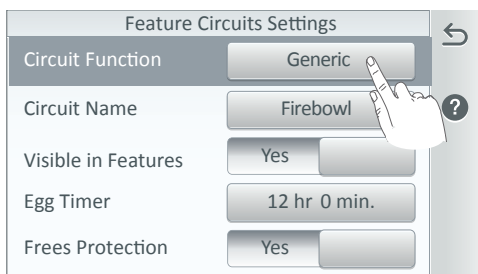 Feature Circuits Settings
Circuit Function Generic
Circuit Name Firebowl
?
Visible in Features Yes
Egg Timer 12 hr 0 min.
Frees Protection Yes